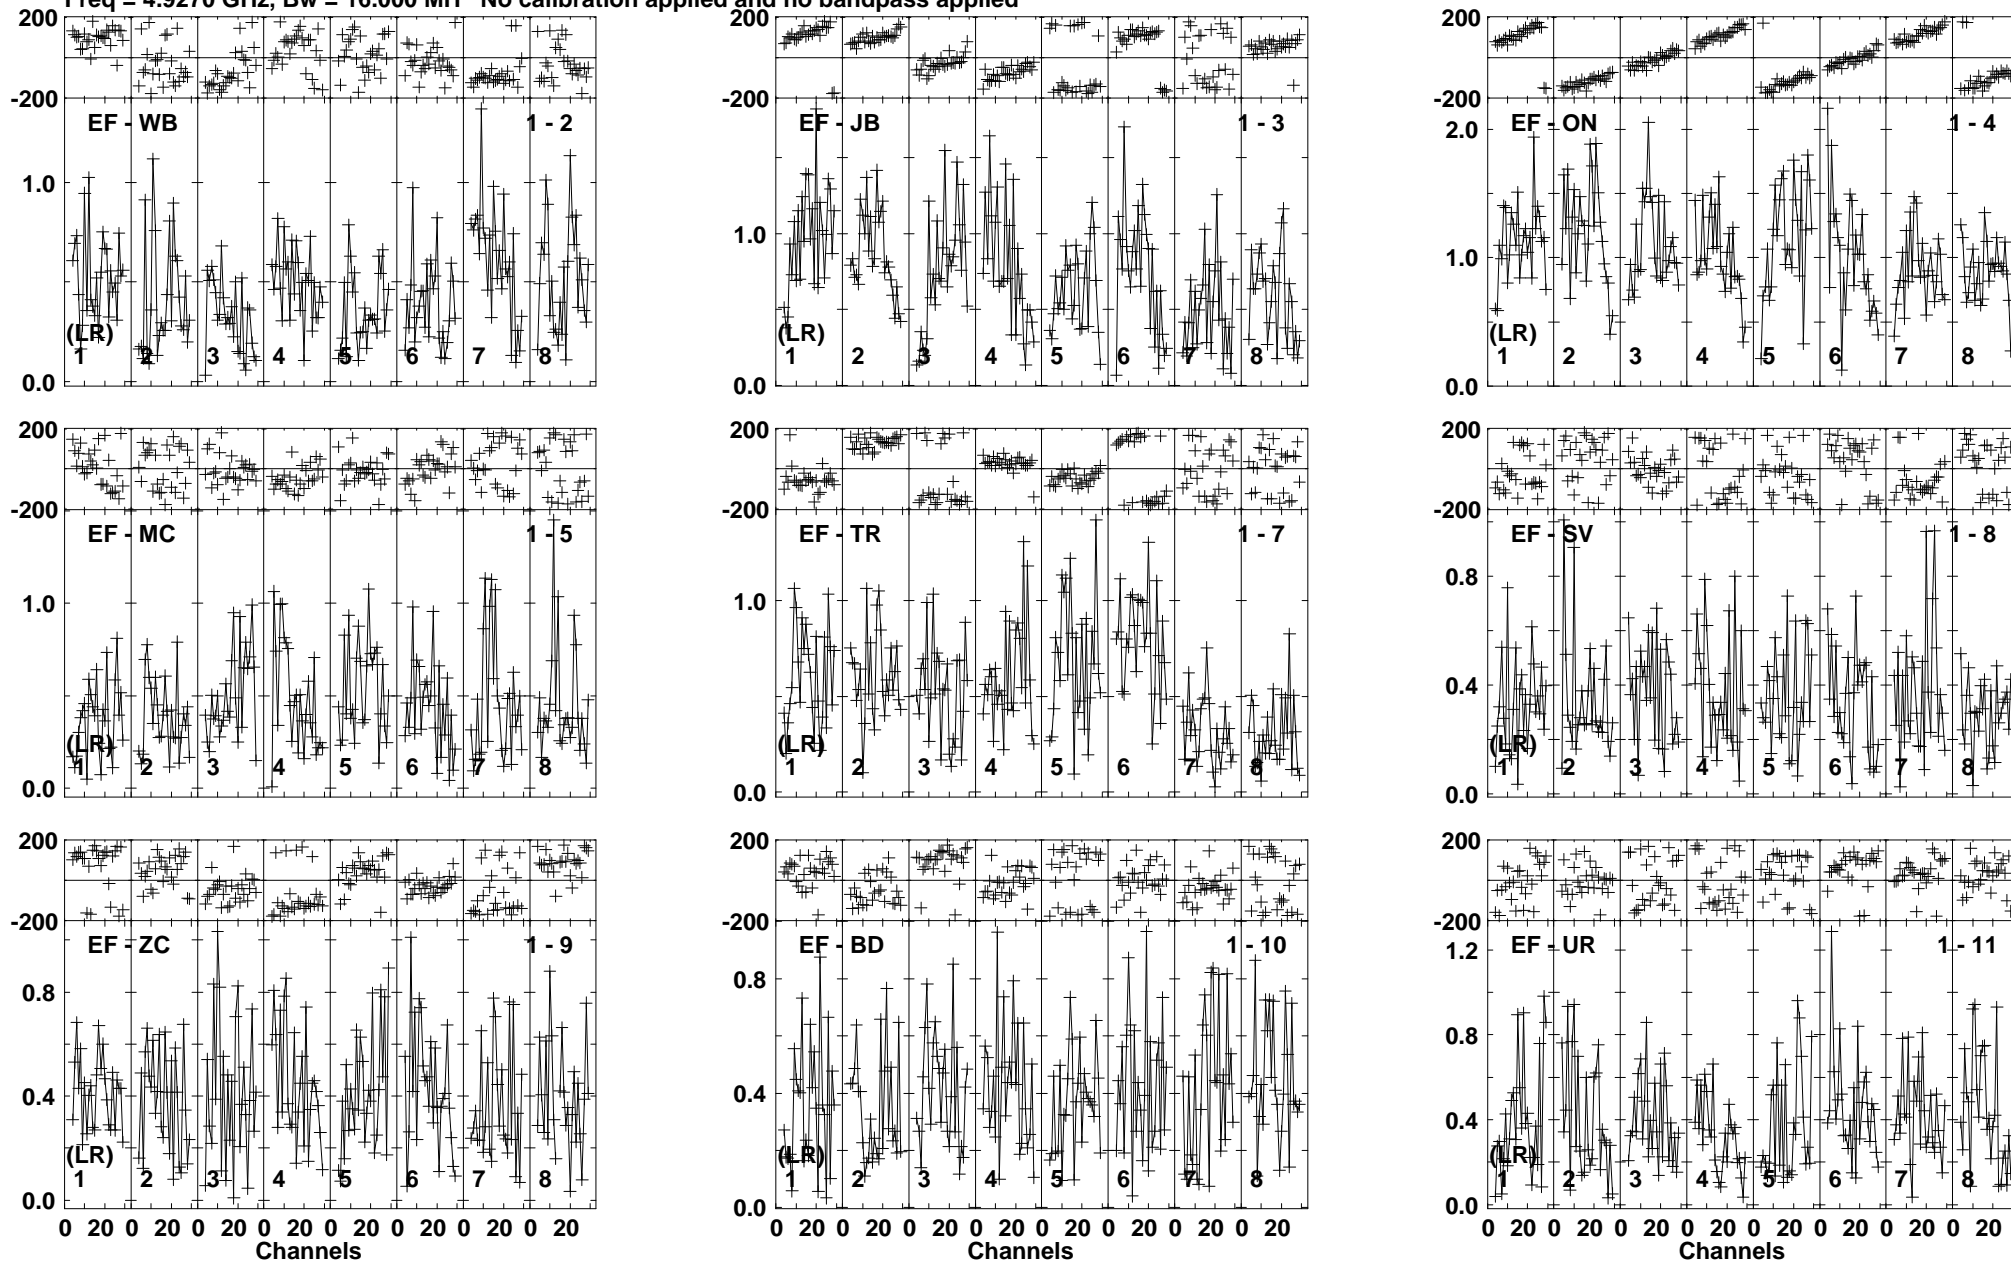 Freq = 4.9270 GHz, Bw = 16.000 MH No calibration applied and no bandpass applied
200 200 200
-200 -200 -200
EF - WB 1 - 2 EF - JB 1 - 3 EF - ON 1 - 4
2.0
1.0 1.0 1.0
(LR) (LR) (LR)
1 2 3 4 5 6 7 8 1 2 3 4 5 6 7 8 1 2 3 4 5 6 7 8
0.0 0.0 0.0
200 200 200
-200 -200 -200
EF - MC 1 - 5 EF - TR 1 - 7 EF - SV 1 - 8
1.0 1.0 0.8
0.4
(LR) (LR) (LR)
1 2 3 4 5 6 7 8 1 2 3 4 5 6 7 8 1 2 3 4 5 6 7 8
0.0 0.0 0.0
200 200 200
-200 -200 -200
EF - ZC 1 - 9 EF - BD 1 - 10 EF - UR 1 - 11
1.2
0.8 0.8 0.8
0.4 0.4 0.4
(LR) (LR) (LR)
1 2 3 4 5 6 7 8 1 2 3 4 5 6 7 8 1 2 3 4 5 6 7 8
0.0 0.0 0.0
0 20 0 20 0 20 0 20 0 20 0 20 0 20 0 20 0 20 0 20 0 20 0 20 0 20 0 20 0 20 0 20 0 20 0 20 0 20 0 20 0 20 0 20 0 20 0 20
Channels Channels Channels